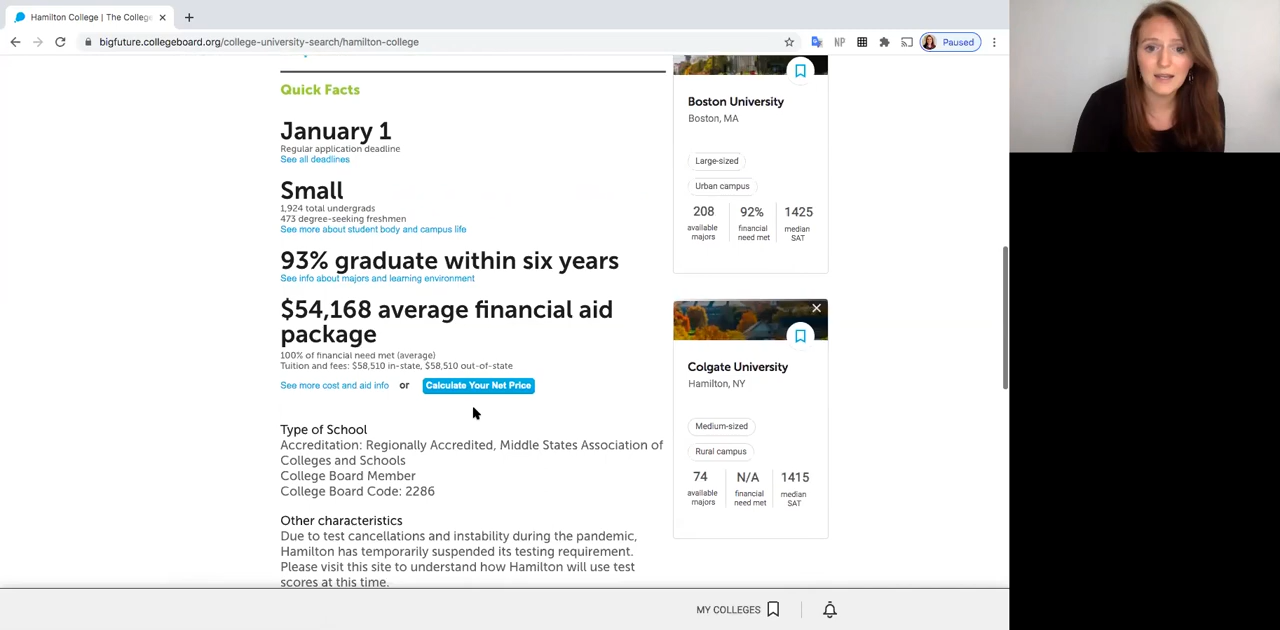 Hamilton College | The College
bigfuture.collegeboard.org/college-university-search/hamilton-college
NP
Paused
Quick Facts
January 1
Regular application deadline
See all deadlines
Small
1,924 total undergrads
473 degree-seeking freshmen
See more about student body and campus life
93% graduate within six years
See info about majors and learning environment
$54,168 average financial aid
package
100% of financial need met (average)
Tuition and fees: $58,510 in-state, $58,510 out-of-state
See more cost and aid info or Calculate Your Net Price
Type of School
Accreditation: Regionally Accredited, Middle States Association of
Colleges and Schools
College Board Member
College Board Code: 2286
Other characteristics
Due to test cancellations and instability during the pandemic,
Hamilton has temporarily suspended its testing requirement.
Please visit this site to understand how Hamilton will use test
scores at this time.
Boston University
Boston, MA
Large-sized
Urban campus
208 92% 1425
available financial median
majors need met SAT
Colgate University
Hamilton, NY
Medium-sized
Rural campus
74 N/A 1415
available financial median
majors need met SAT
MY COLLEGES